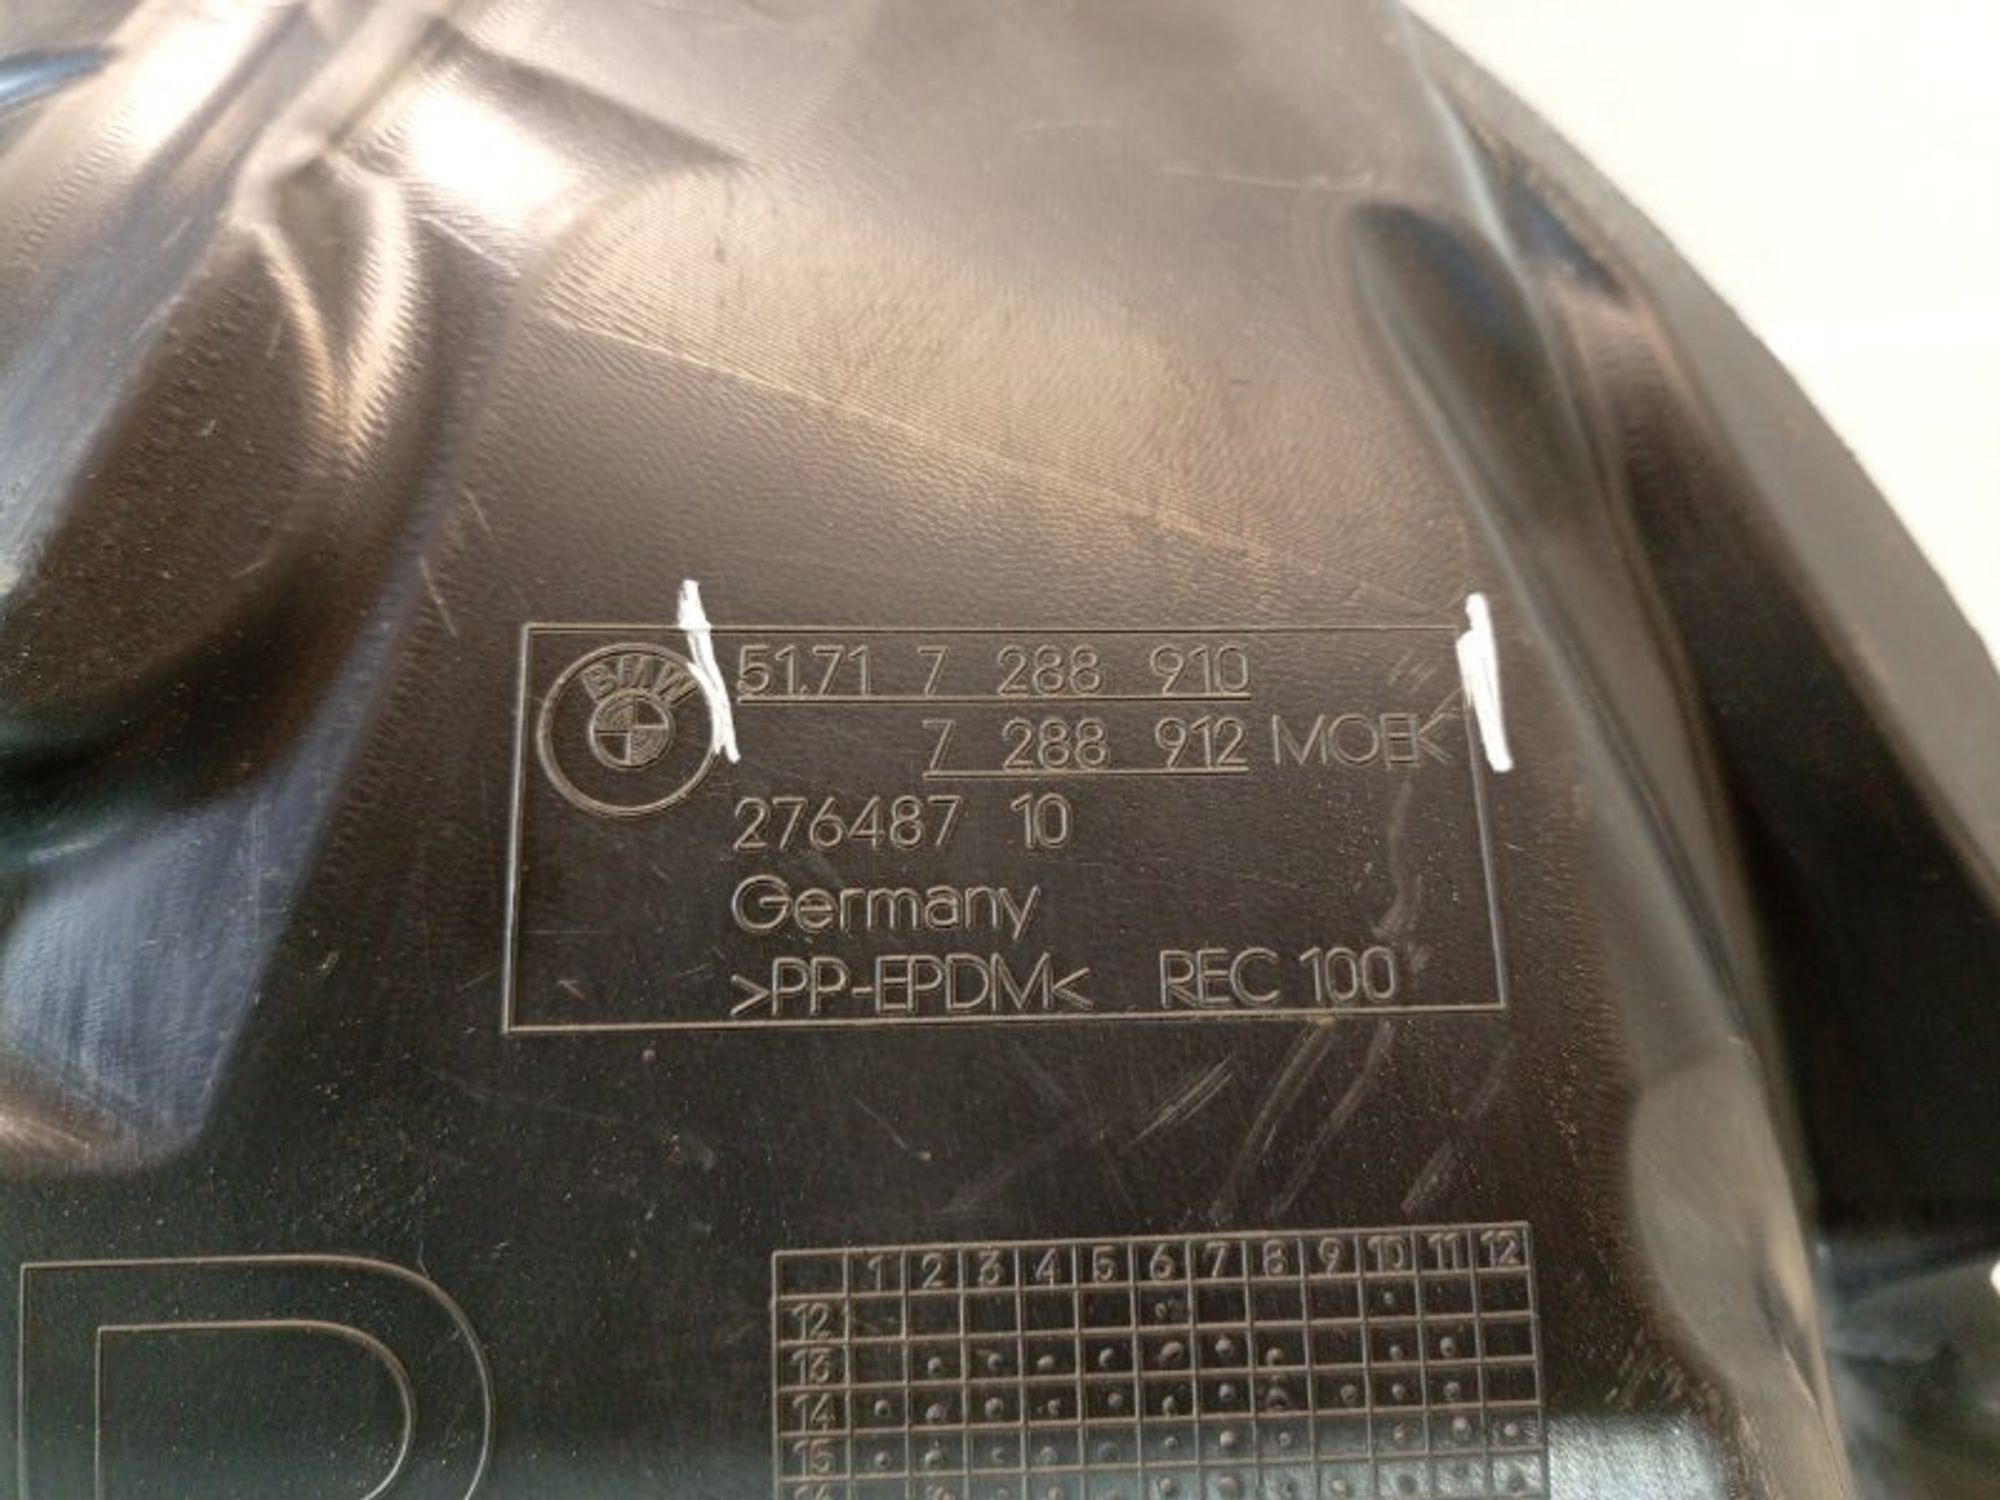 BMW
51.71 7 288 910
7 288 912 MOEK
276487 10
Germany
>PP-EPDM< REC 100
1 2 3 4 5 6 7 8 9 10 11 12
12
13
14
15